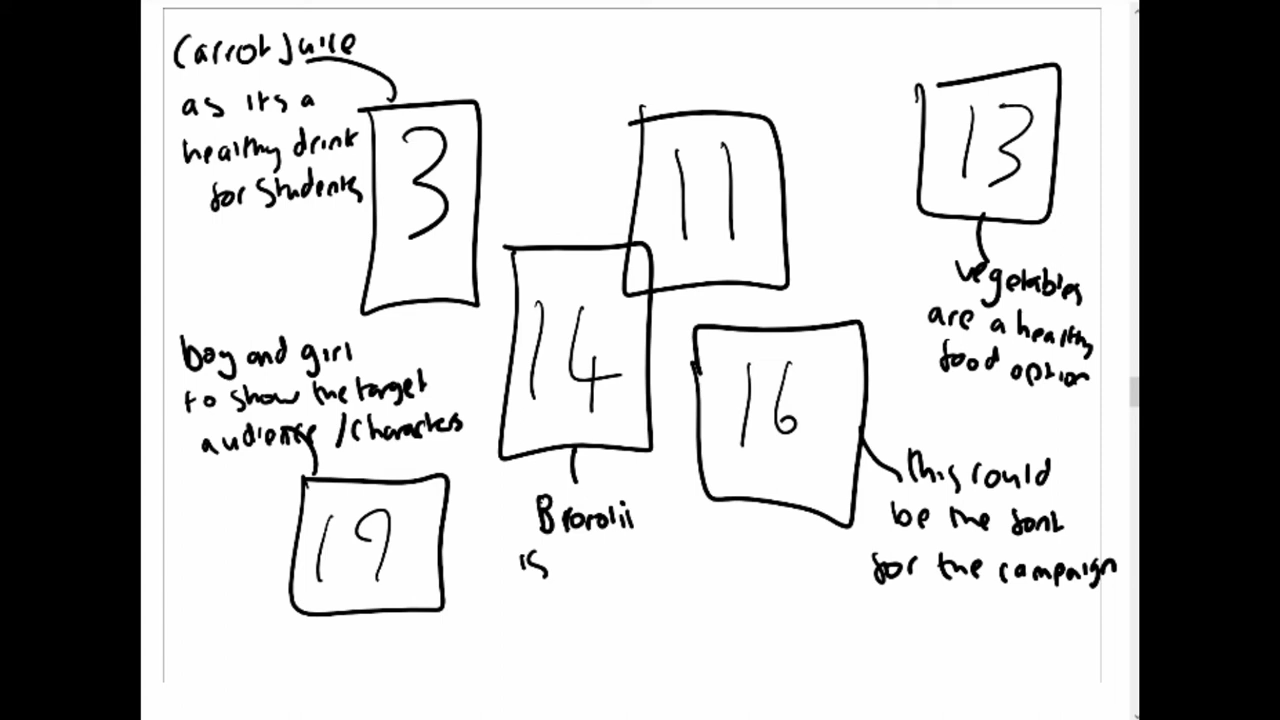 Carrot Juice
as its a
healthy drink
for students
3
11
13
vegetables
are a healthy
food option
14
Brorolii
is
16
This could
be the font
for the campaign
boy and girl
to show the target
audience / characters
19